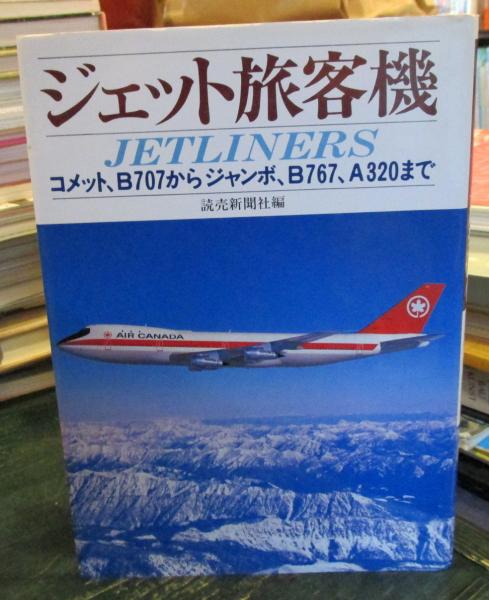 ジェット旅客機
JETLINERS
コメット、B707からジャンボ、B767、A320まで
読売新聞社編
AIR CANADA